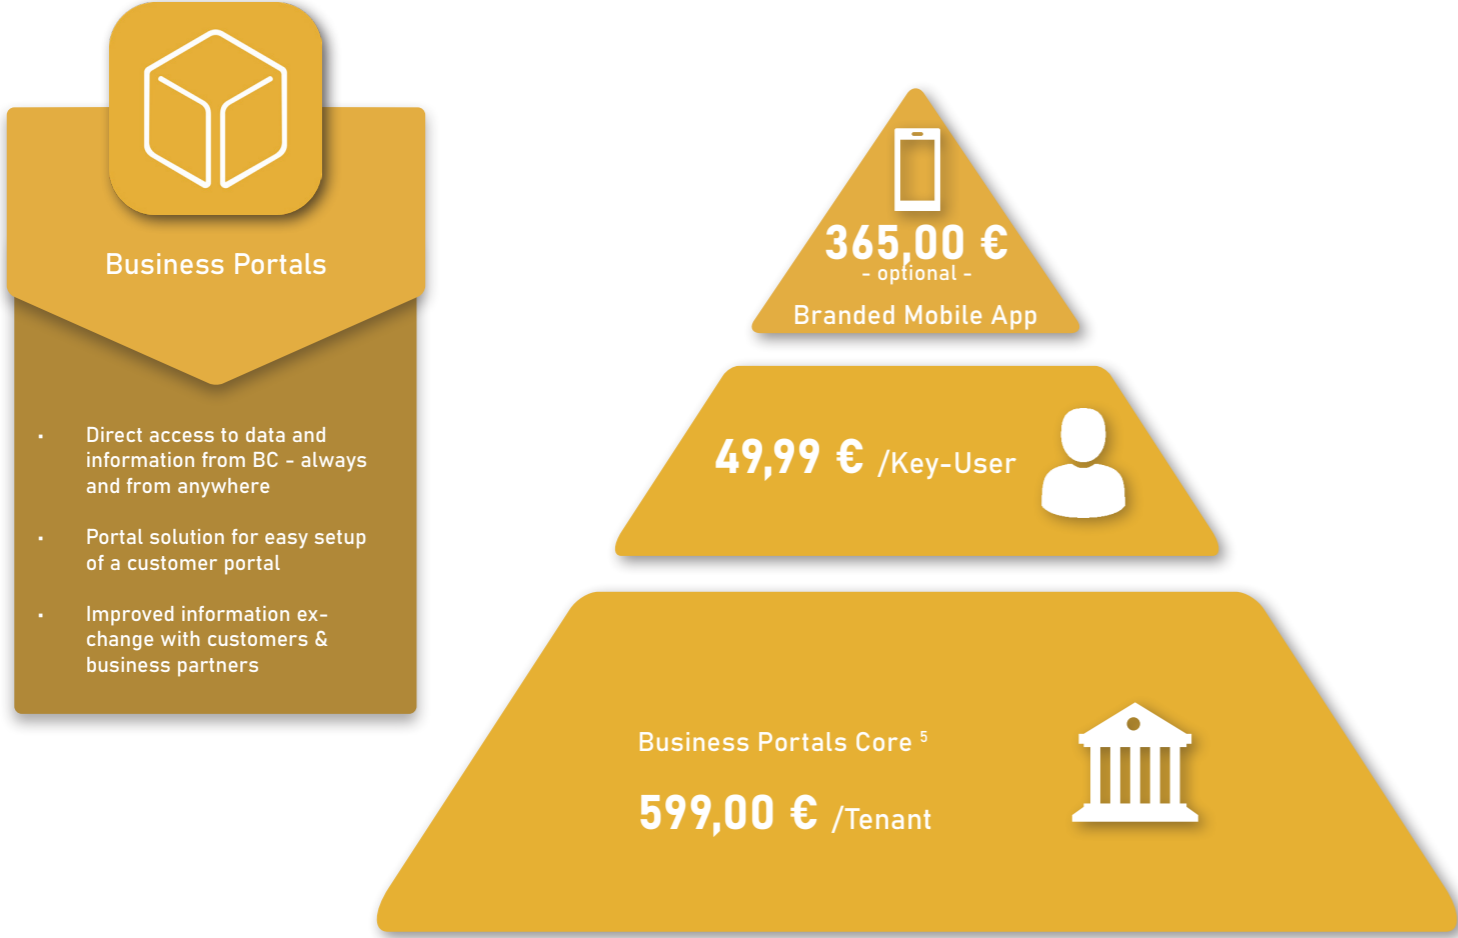 Business Portals
· Direct access to data and
information from BC - always
and from anywhere
· Portal solution for easy setup
of a customer portal
· Improved information ex-
change with customers &
business partners
365,00 €
- optional -
Branded Mobile App
49,99 € /Key-User
Business Portals Core ⁵
599,00 € /Tenant